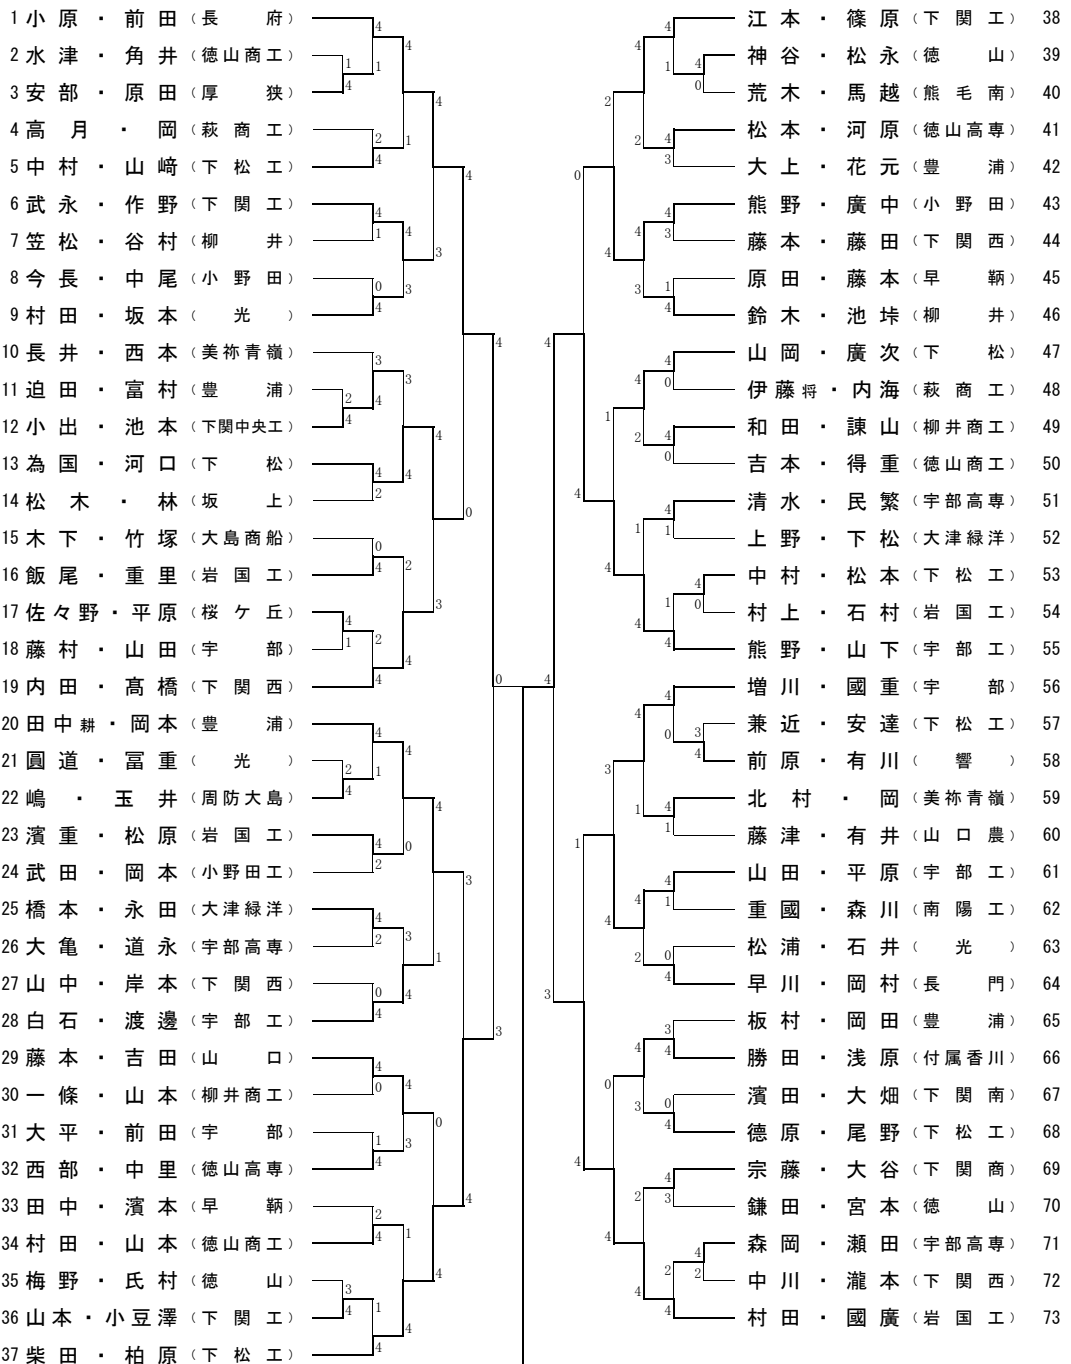 1 小原・前田（長府）
2 水津・角井（徳山商工）
3 安部・原田（厚狭）
4 高月・岡（萩商工）
5 中村・山﨑（下松工）
6 武永・作野（下関工）
7 笠松・谷村（柳井）
8 今長・中尾（小野田）
9 村田・坂本（光）
10 長井・西本（美祢青嶺）
11 迫田・富村（豊浦）
12 小出・池本（下関中央工）
13 為国・河口（下松）
14 松木・林（坂上）
15 木下・竹塚（大島商船）
16 飯尾・重里（岩国工）
17 佐々野・平原（桜ケ丘）
18 藤村・山田（宇部）
19 内田・髙橋（下関西）
20 田中耕・岡本（豊浦）
21 圓道・冨重（光）
22 嶋・玉井（周防大島）
23 濱重・松原（岩国工）
24 武田・岡本（小野田工）
25 橋本・永田（大津緑洋）
26 大亀・道永（宇部高専）
27 山中・岸本（下関西）
28 白石・渡邊（宇部工）
29 藤本・吉田（山口）
30 一條・山本（柳井商工）
31 大平・前田（宇部）
32 西部・中里（徳山高専）
33 田中・濱本（早鞆）
34 村田・山本（徳山商工）
35 梅野・氏村（徳山）
36 山本・小豆澤（下関工）
37 柴田・柏原（下松工）
江本・篠原（下関工） 38
神谷・松永（徳山） 39
荒木・馬越（熊毛南） 40
松本・河原（徳山高専） 41
大上・花元（豊浦） 42
熊野・廣中（小野田） 43
藤本・藤田（下関西） 44
原田・藤本（早鞆） 45
鈴木・池垰（柳井） 46
山岡・廣次（下松） 47
伊藤将・内海（萩商工） 48
和田・諌山（柳井商工） 49
吉本・得重（徳山商工） 50
清水・民繁（宇部高専） 51
上野・下松（大津緑洋） 52
中村・松本（下松工） 53
村上・石村（岩国工） 54
熊野・山下（宇部工） 55
増川・國重（宇部） 56
兼近・安達（下松工） 57
前原・有川（響） 58
北村・岡（美祢青嶺） 59
藤津・有井（山口農） 60
山田・平原（宇部工） 61
重國・森川（南陽工） 62
松浦・石井（光） 63
早川・岡村（長門） 64
板村・岡田（豊浦） 65
勝田・浅原（付属香川） 66
濱田・大畑（下関南） 67
德原・尾野（下松工） 68
宗藤・大谷（下関商） 69
鎌田・宮本（徳山） 70
森岡・瀬田（宇部高専） 71
中川・瀧本（下関西） 72
村田・國廣（岩国工） 73